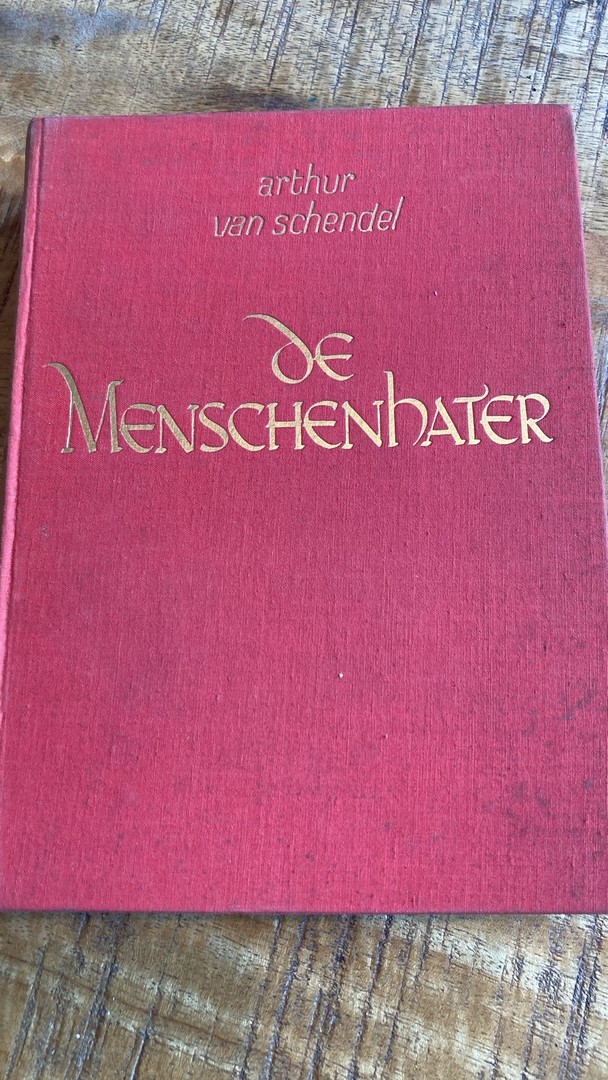 arthur
van schendel
De
Menschenhater